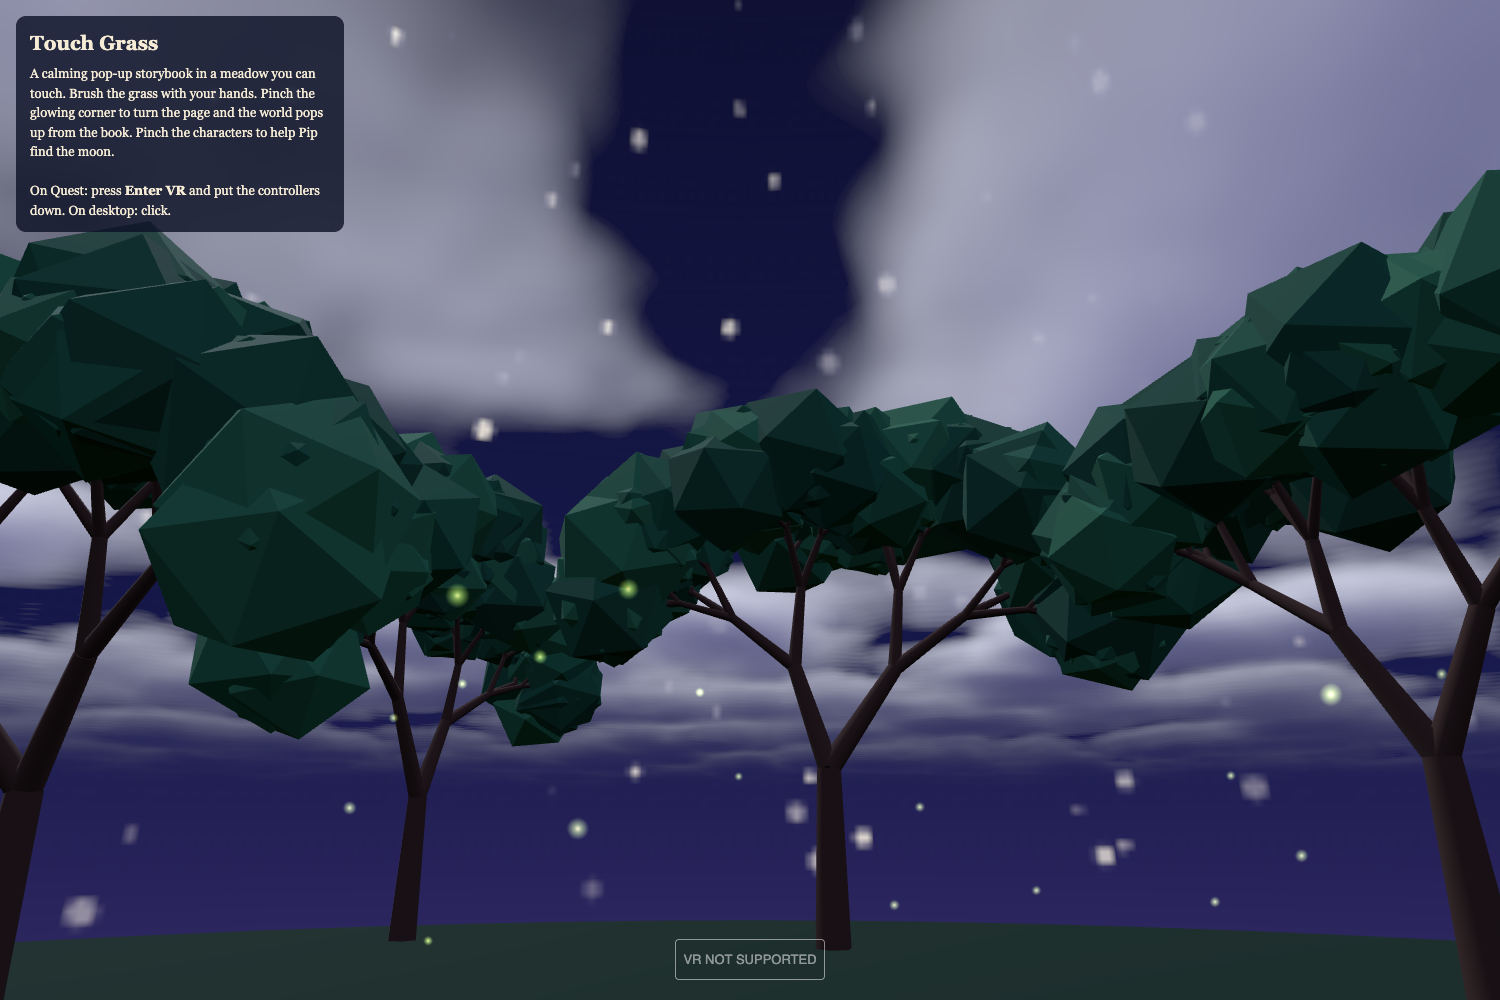 Touch Grass
A calming pop-up storybook in a meadow you can
touch. Brush the grass with your hands. Pinch the
glowing corner to turn the page and the world pops
up from the book. Pinch the characters to help Pip
find the moon.
On Quest: press Enter VR and put the controllers
down. On desktop: click.
VR NOT SUPPORTED